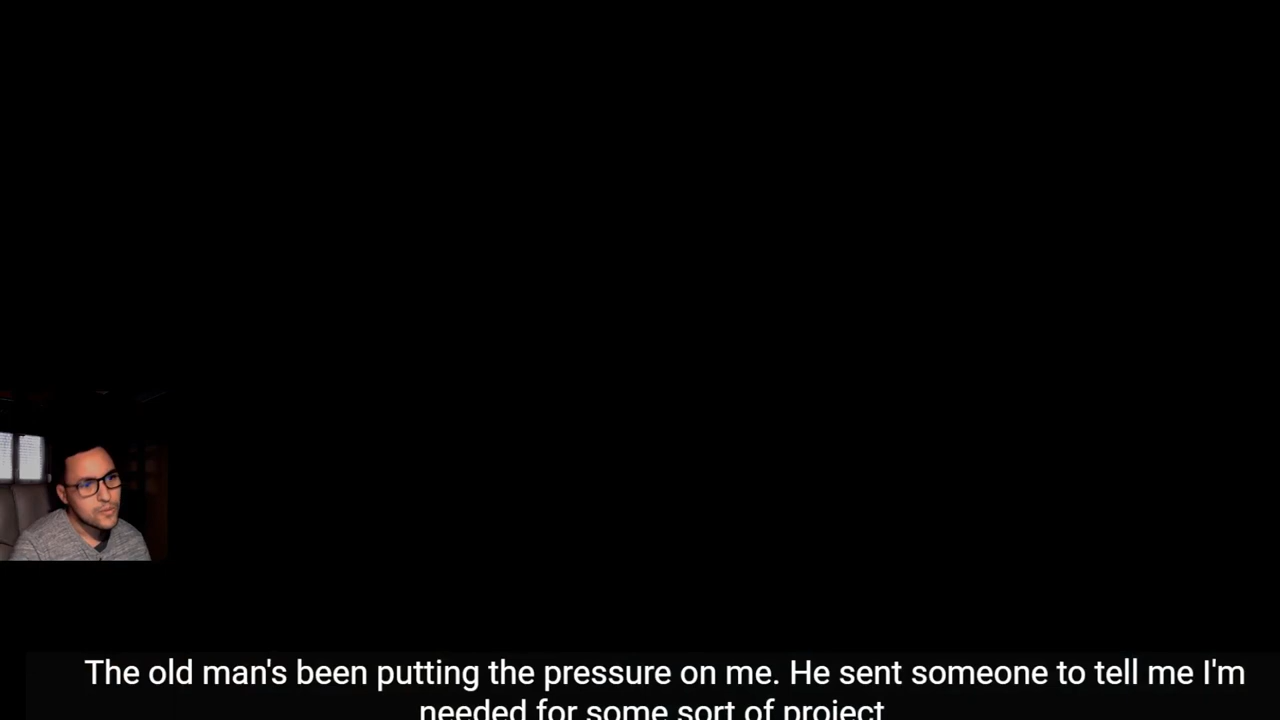 The old man's been putting the pressure on me. He sent someone to tell me I'm
needed for some sort of project